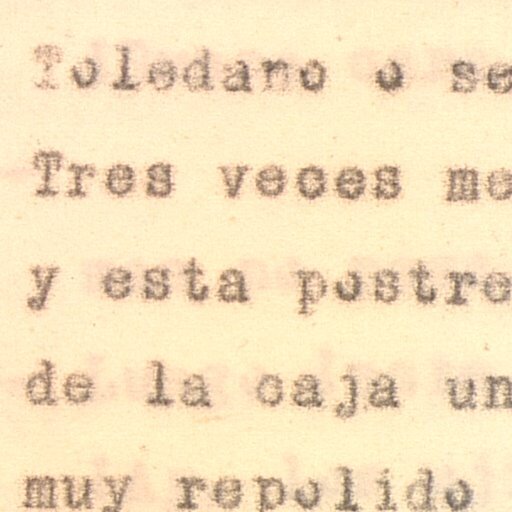 Toledano o se
Tres veces me
y esta postre
de la caja un
muy repolido